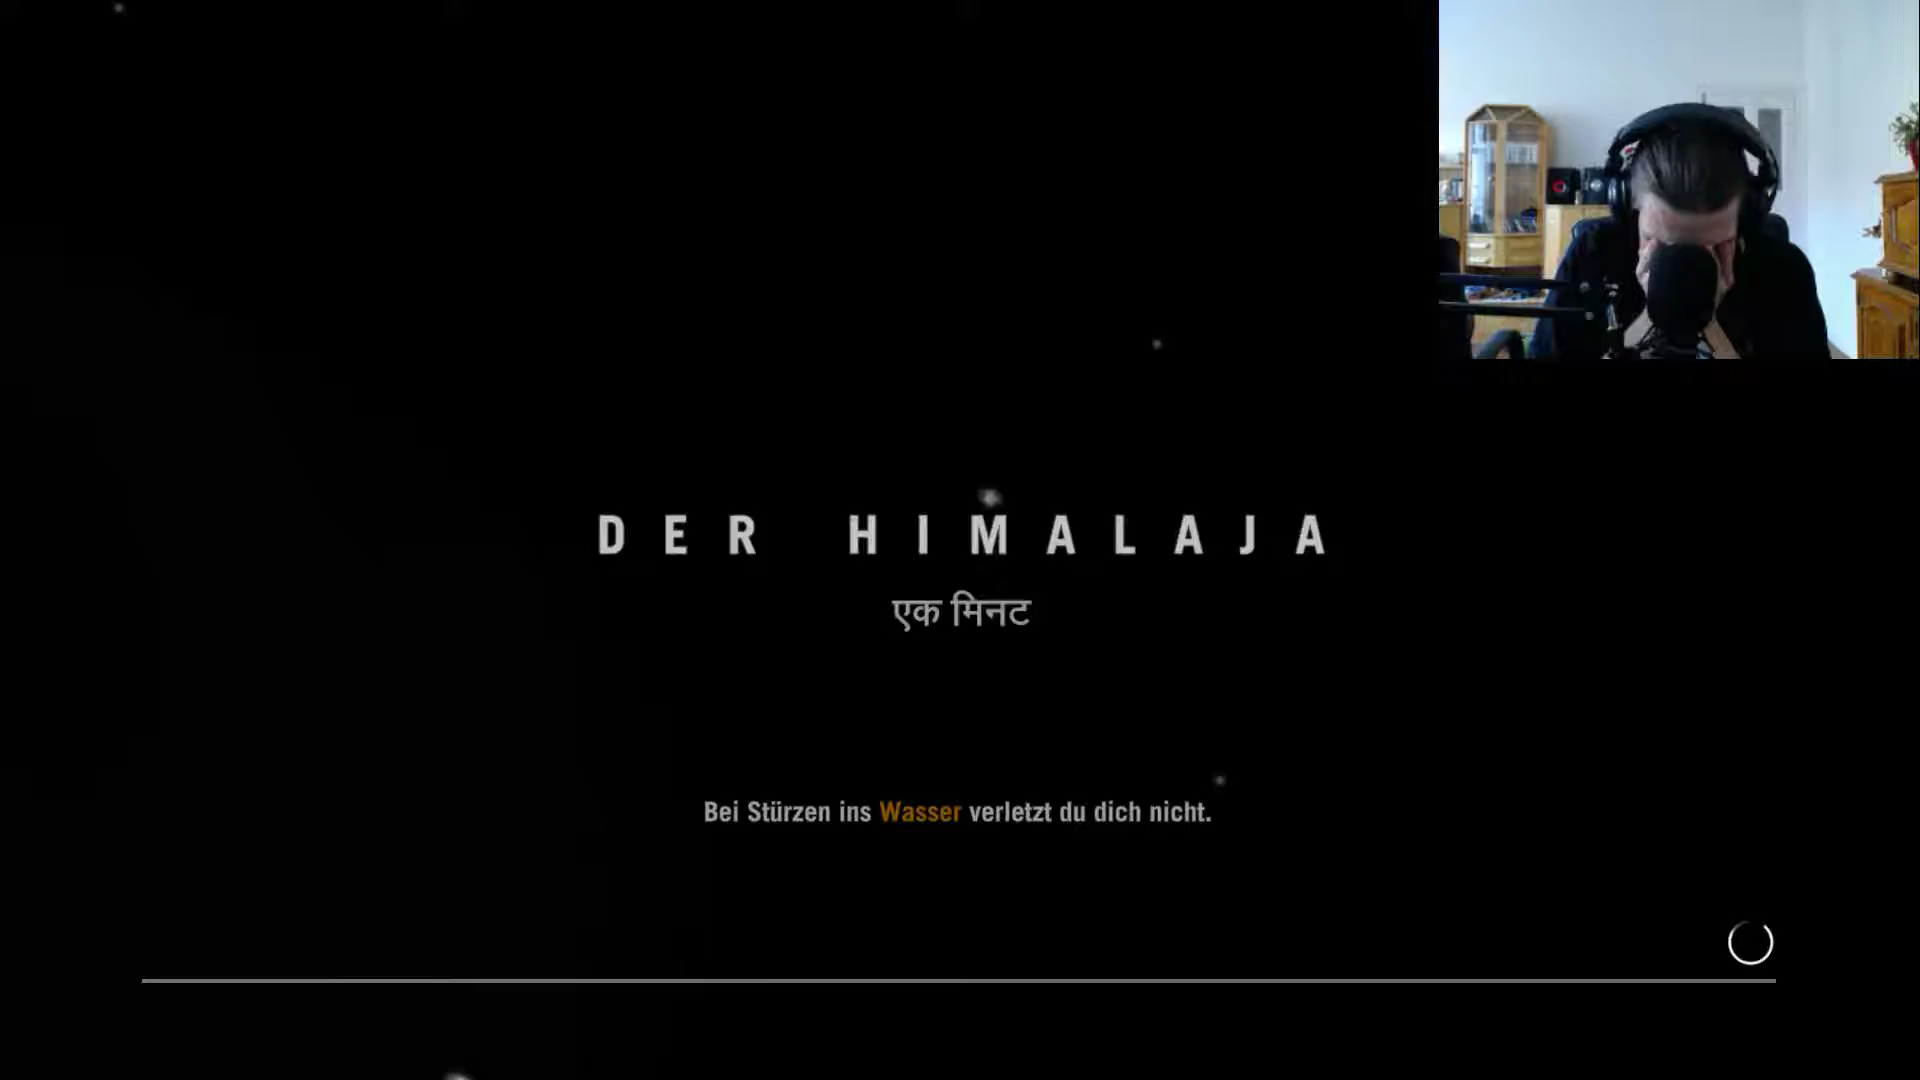 DER HIMALAJA
एक मिनट
Bei Stürzen ins Wasser verletzt du dich nicht.